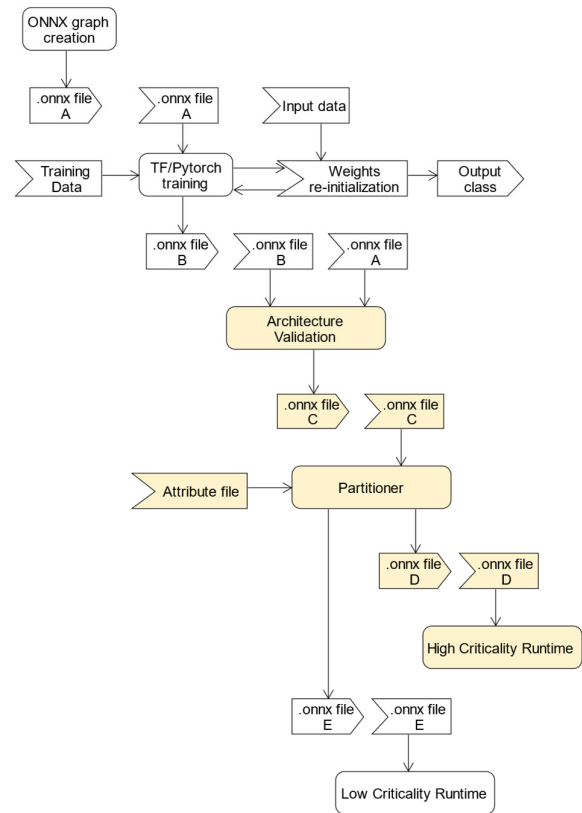 ONNX graph
creation
.onnx file
A
.onnx file
A
Input data
Training
Data
TF/Pytorch
training
Weights
re-initialization
Output
class
.onnx file
B
.onnx file
B
.onnx file
A
Architecture
Validation
.onnx file
C
.onnx file
C
Attribute file
Partitioner
.onnx file
D
.onnx file
D
High Criticality Runtime
.onnx file
E
.onnx file
E
Low Criticality Runtime